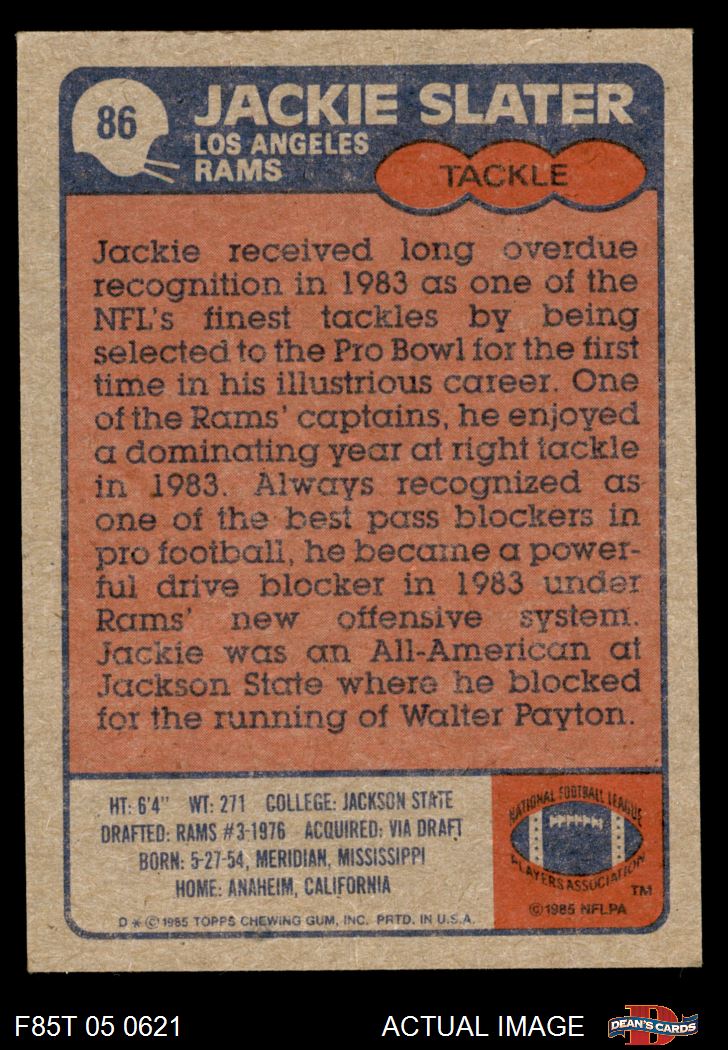 86
JACKIE SLATER
LOS ANGELES
RAMS
TACKLE
Jackie received long overdue
recognition in 1983 as one of the
NFL's finest tackles by being
selected to the Pro Bowl for the first
time in his illustrious career. One
of the Rams' captains, he enjoyed
a dominating year at right tackle
in 1983. Always recognized as
one of the best pass blockers in
pro football, he became a power-
ful drive blocker in 1983 under
Rams' new offensive system.
Jackie was an All-American at
Jackson State where he blocked
for the running of Walter Payton.
HT: 6'4" WT: 271 COLLEGE: JACKSON STATE
DRAFTED: RAMS #3-1976 ACQUIRED: VIA DRAFT
BORN: 5-27-54, MERIDIAN, MISSISSIPPI
HOME: ANAHEIM, CALIFORNIA
D * © 1985 TOPPS CHEWING GUM, INC. PRTD. IN U.S.A.
NATIONAL FOOTBALL LEAGUE
PLAYERS ASSOCIATION
TM
© 1985 NFLPA
F85T 05 0621
ACTUAL IMAGE
D
DEAN'S CARDS